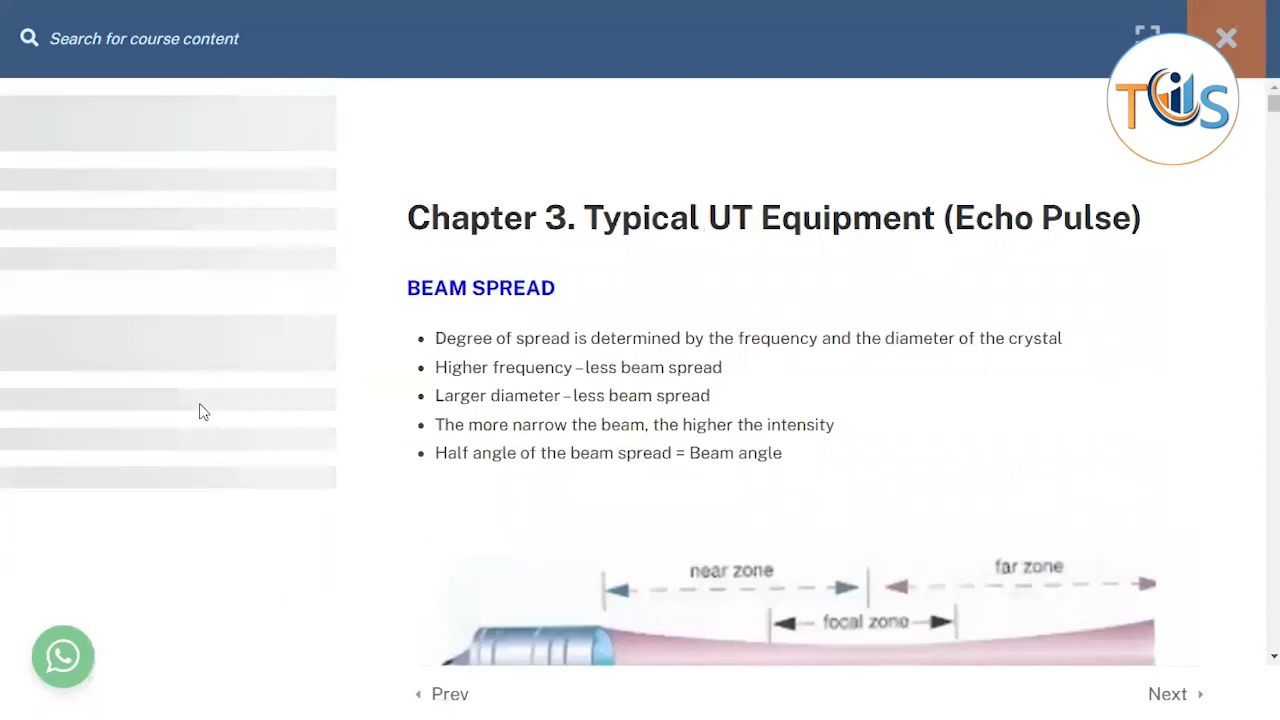 Search for course content
TCIS
Chapter 3. Typical UT Equipment (Echo Pulse)
BEAM SPREAD
• Degree of spread is determined by the frequency and the diameter of the crystal
• Higher frequency – less beam spread
• Larger diameter – less beam spread
• The more narrow the beam, the higher the intensity
• Half angle of the beam spread = Beam angle
near zone
far zone
focal zone
Prev
Next